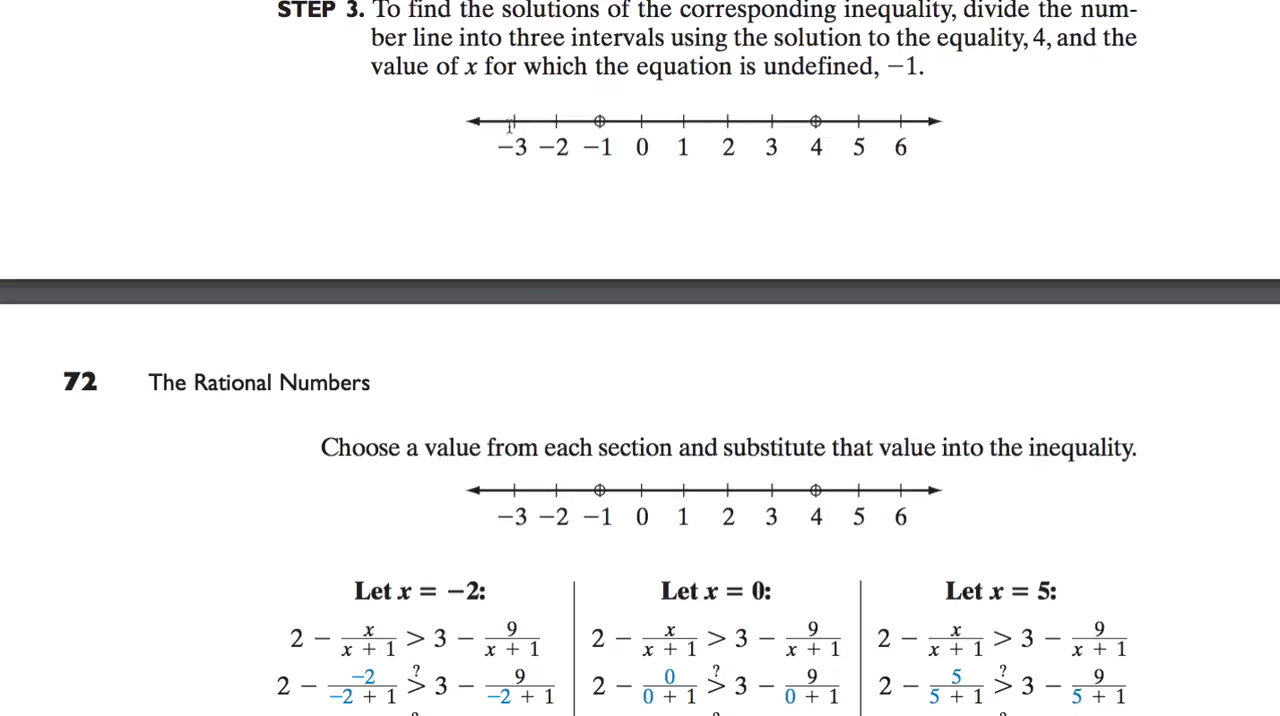 STEP 3. To find the solutions of the corresponding inequality, divide the num-
ber line into three intervals using the solution to the equality, 4, and the
value of x for which the equation is undefined, −1.
−3 −2 −1 0 1 2 3 4 5 6
72 The Rational Numbers
Choose a value from each section and substitute that value into the inequality.
−3 −2 −1 0 1 2 3 4 5 6
Let x = −2: Let x = 0: Let x = 5:
2 − x/(x + 1) > 3 − 9/(x + 1) 2 − x/(x + 1) > 3 − 9/(x + 1) 2 − x/(x + 1) > 3 − 9/(x + 1)
2 − −2/(−2 + 1) >? 3 − 9/(−2 + 1) 2 − 0/(0 + 1) >? 3 − 9/(0 + 1) 2 − 5/(5 + 1) >? 3 − 9/(5 + 1)